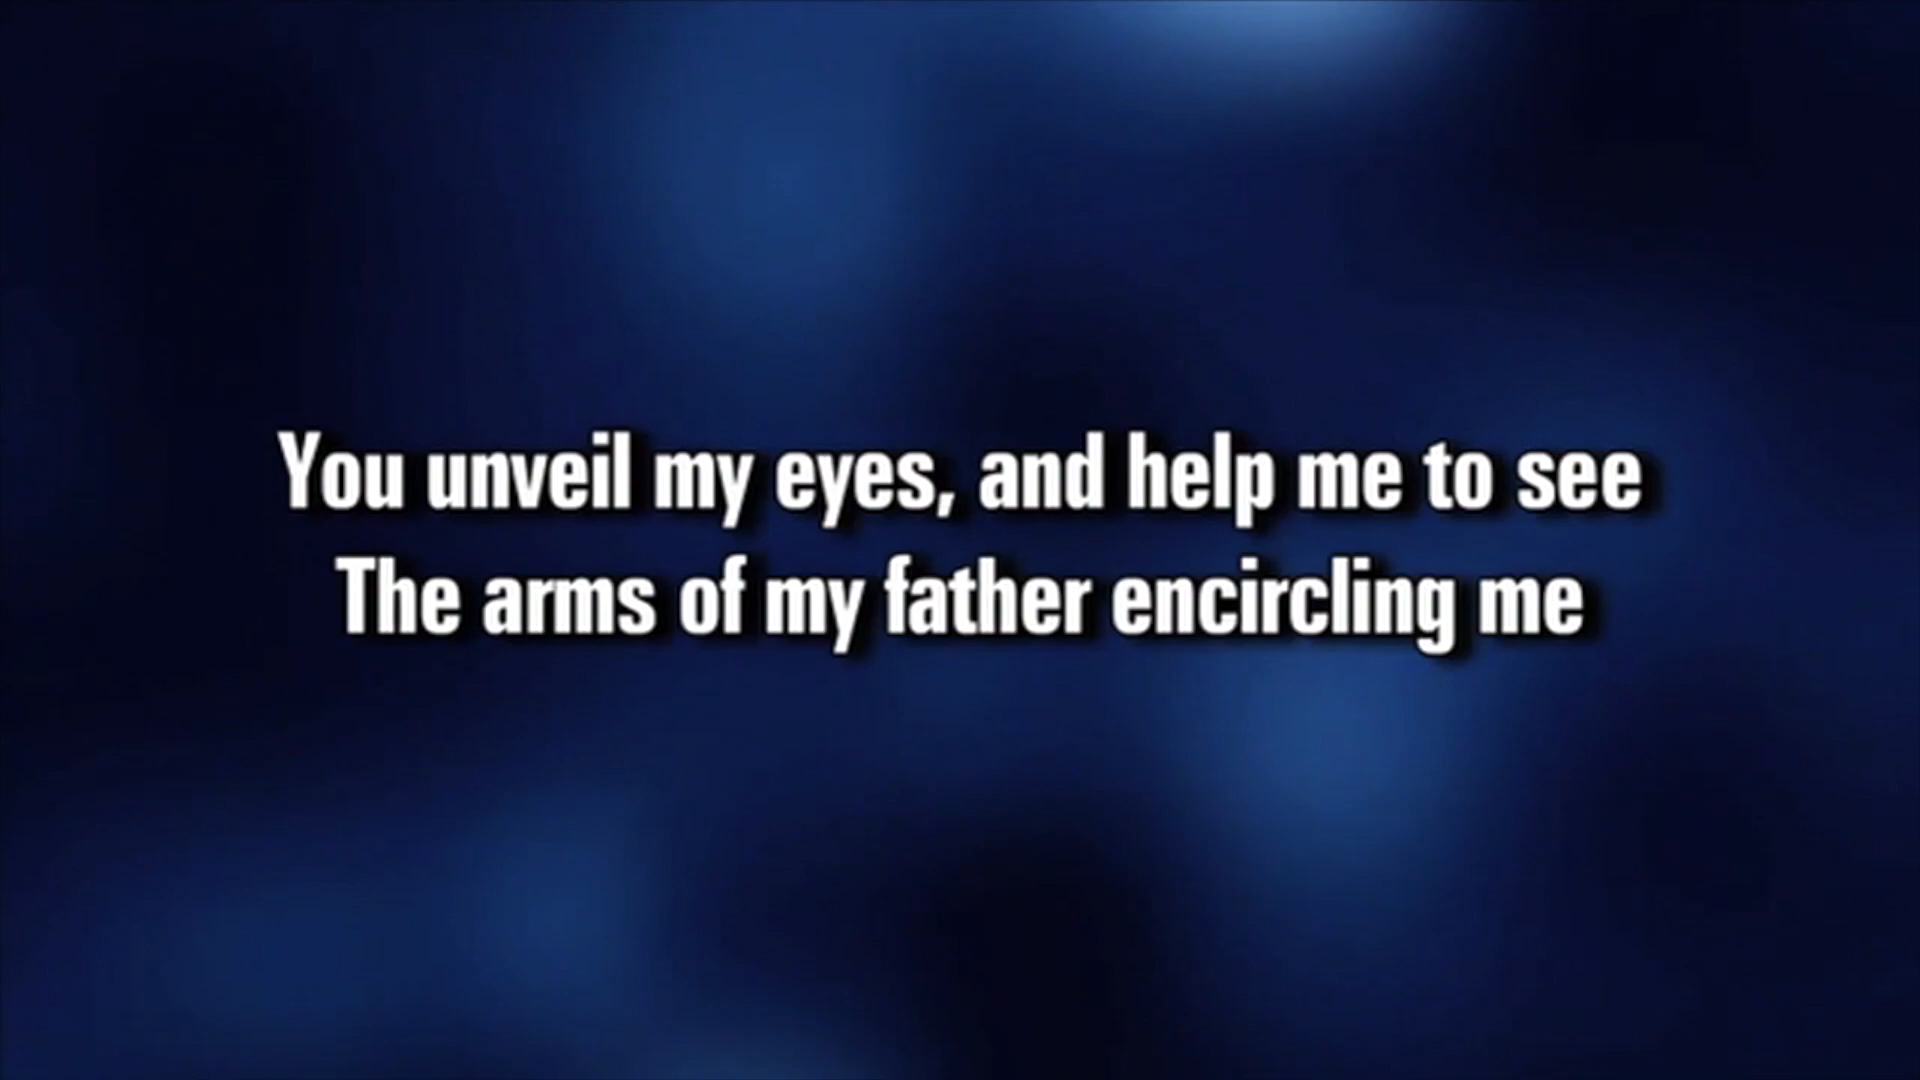 You unveil my eyes, and help me to see
The arms of my father encircling me